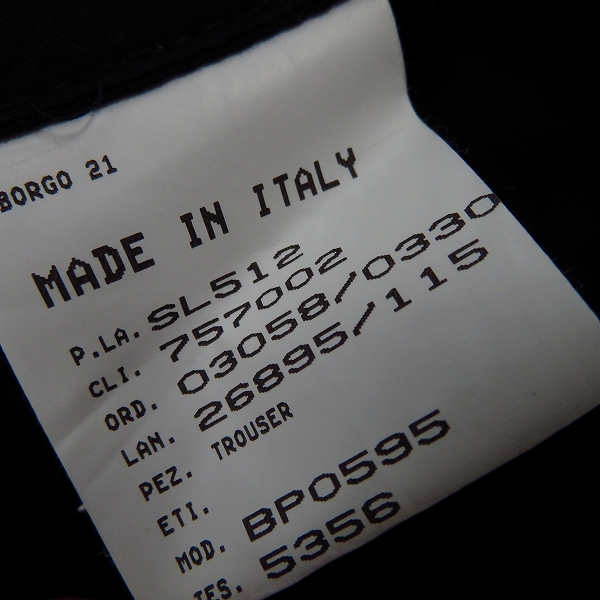 BORGO 21
MADE IN ITALY
P.LA. SL512
CLI. 757002
ORD. 03058/0330
LAN. 26895/115
PEZ. TROUSER
ETI.
MOD. BP0595
TES. 5356